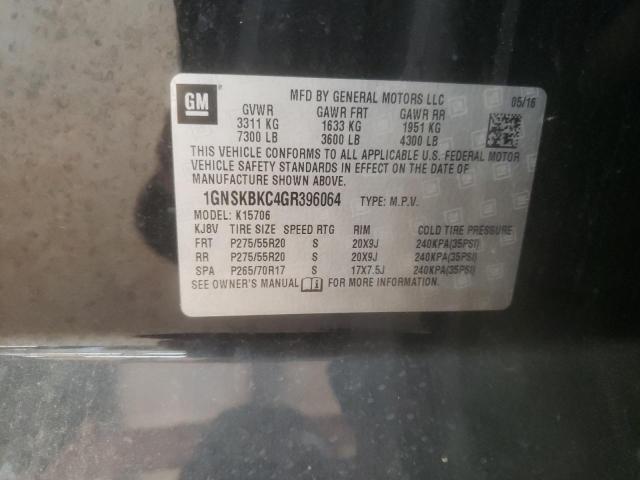 GM
MFD BY GENERAL MOTORS LLC 05/16
GVWR GAWR FRT GAWR RR
3311 KG 1633 KG 1951 KG
7300 LB 3600 LB 4300 LB
THIS VEHICLE CONFORMS TO ALL APPLICABLE U.S. FEDERAL MOTOR
VEHICLE SAFETY STANDARDS IN EFFECT ON THE DATE OF
MANUFACTURE SHOWN ABOVE.
1GNSKBKC4GR396064 TYPE: M.P.V.
MODEL: K15706
KJ8V TIRE SIZE SPEED RTG RIM COLD TIRE PRESSURE
FRT P275/55R20 S 20X9J 240KPA(35PSI)
RR P275/55R20 S 20X9J 240KPA(35PSI)
SPA P265/70R17 S 17X7.5J 240KPA(35PSI)
SEE OWNER'S MANUAL FOR MORE INFORMATION.